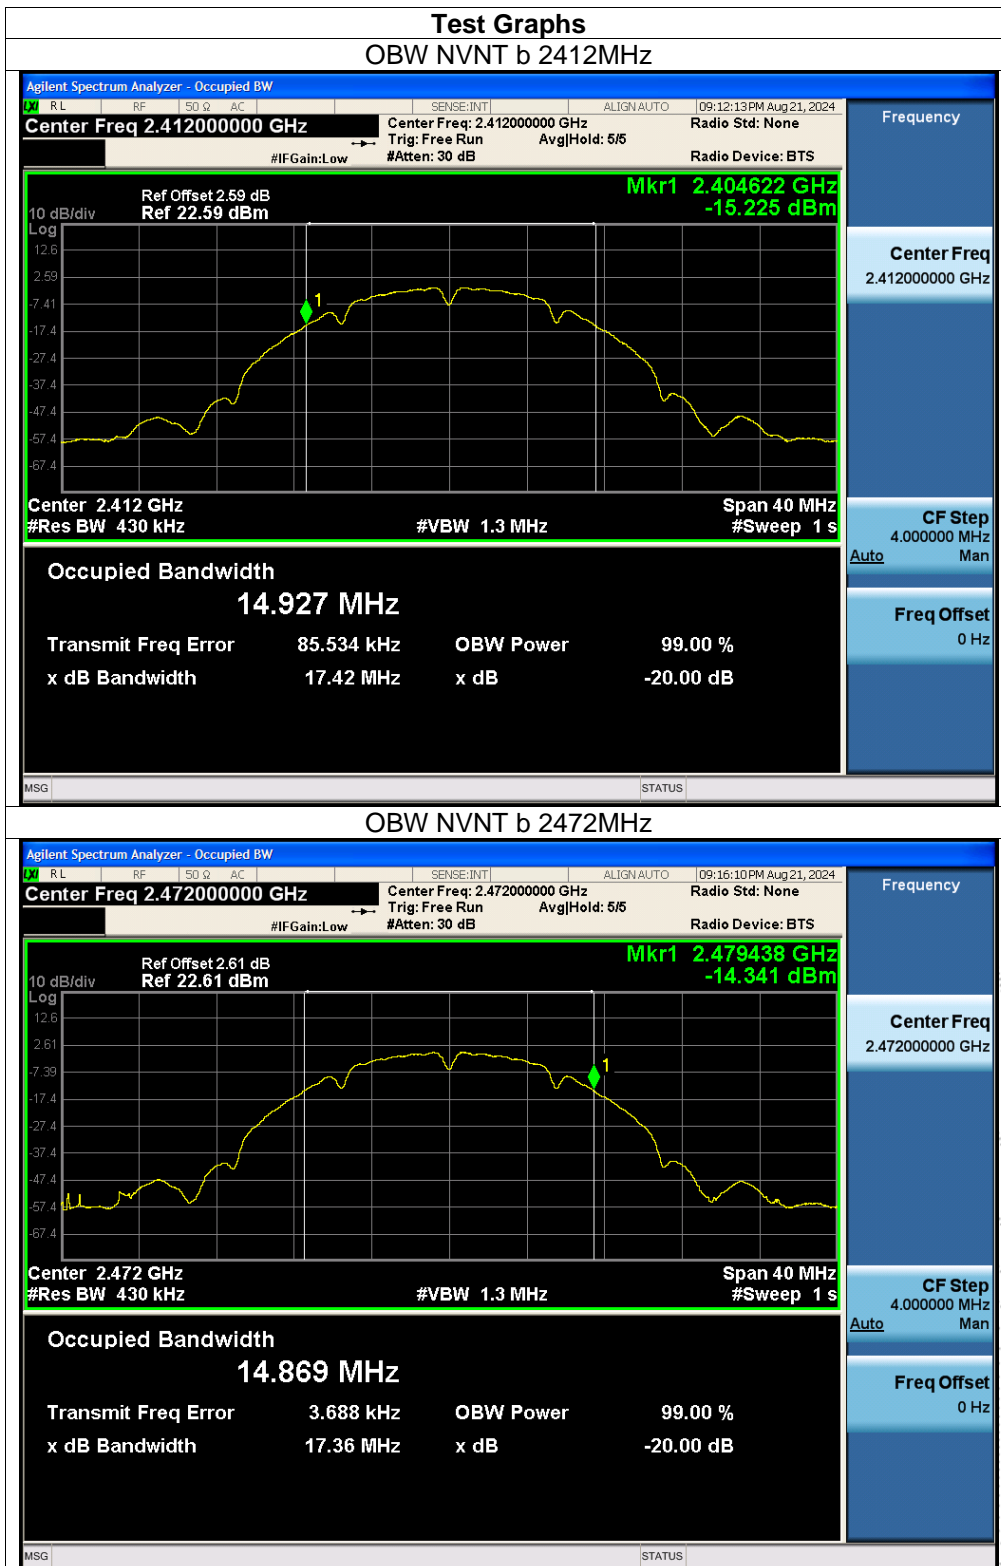 Test Graphs
OBW NVNT b 2412MHz
Agilent Spectrum Analyzer - Occupied BW
LXI RL RF 50 Ω AC SENSE:INT ALIGN AUTO 09:12:13 PM Aug 21, 2024
Center Freq 2.412000000 GHz Center Freq: 2.412000000 GHz Radio Std: None Frequency
Trig: Free Run Avg|Hold: 5/5
#IFGain:Low #Atten: 30 dB Radio Device: BTS
Mkr1 2.404622 GHz
Ref Offset 2.59 dB -15.225 dBm
10 dB/div Ref 22.59 dBm
Log
12.6
2.59
-7.41
-17.4
-27.4
-37.4
-47.4
-57.4
-67.4
1
Center Freq
2.412000000 GHz
Center 2.412 GHz Span 40 MHz
#Res BW 430 kHz #VBW 1.3 MHz #Sweep 1 s
CF Step
4.000000 MHz
Auto Man
Occupied Bandwidth
14.927 MHz
Freq Offset
0 Hz
Transmit Freq Error 85.534 kHz OBW Power 99.00 %
x dB Bandwidth 17.42 MHz x dB -20.00 dB
MSG STATUS
OBW NVNT b 2472MHz
Agilent Spectrum Analyzer - Occupied BW
LXI RL RF 50 Ω AC SENSE:INT ALIGN AUTO 09:16:10 PM Aug 21, 2024
Center Freq 2.472000000 GHz Center Freq: 2.472000000 GHz Radio Std: None Frequency
Trig: Free Run Avg|Hold: 5/5
#IFGain:Low #Atten: 30 dB Radio Device: BTS
Mkr1 2.479438 GHz
Ref Offset 2.61 dB -14.341 dBm
10 dB/div Ref 22.61 dBm
Log
12.6
2.61
-7.39
-17.4
-27.4
-37.4
-47.4
-57.4
-67.4
1
Center Freq
2.472000000 GHz
Center 2.472 GHz Span 40 MHz
#Res BW 430 kHz #VBW 1.3 MHz #Sweep 1 s
CF Step
4.000000 MHz
Auto Man
Occupied Bandwidth
14.869 MHz
Freq Offset
0 Hz
Transmit Freq Error 3.688 kHz OBW Power 99.00 %
x dB Bandwidth 17.36 MHz x dB -20.00 dB
MSG STATUS